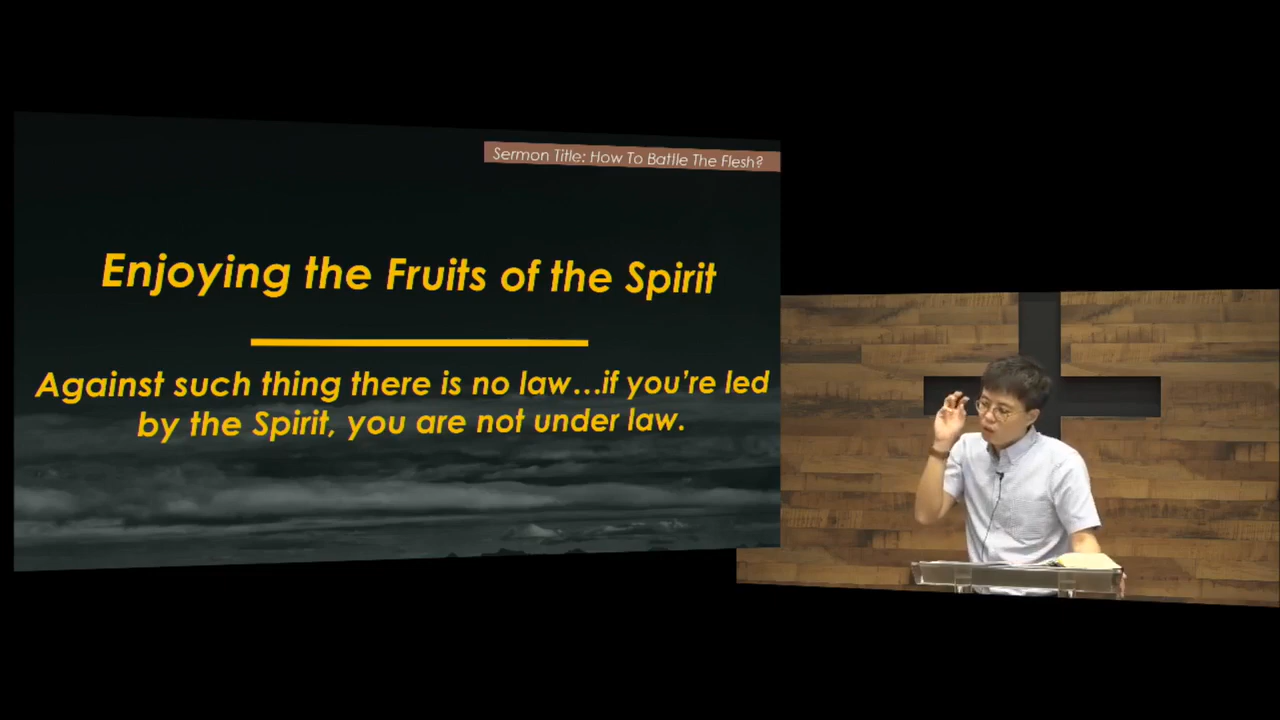 Sermon Title: How To Battle The Flesh?
Enjoying the Fruits of the Spirit
Against such thing there is no law...if you're led
by the Spirit, you are not under law.